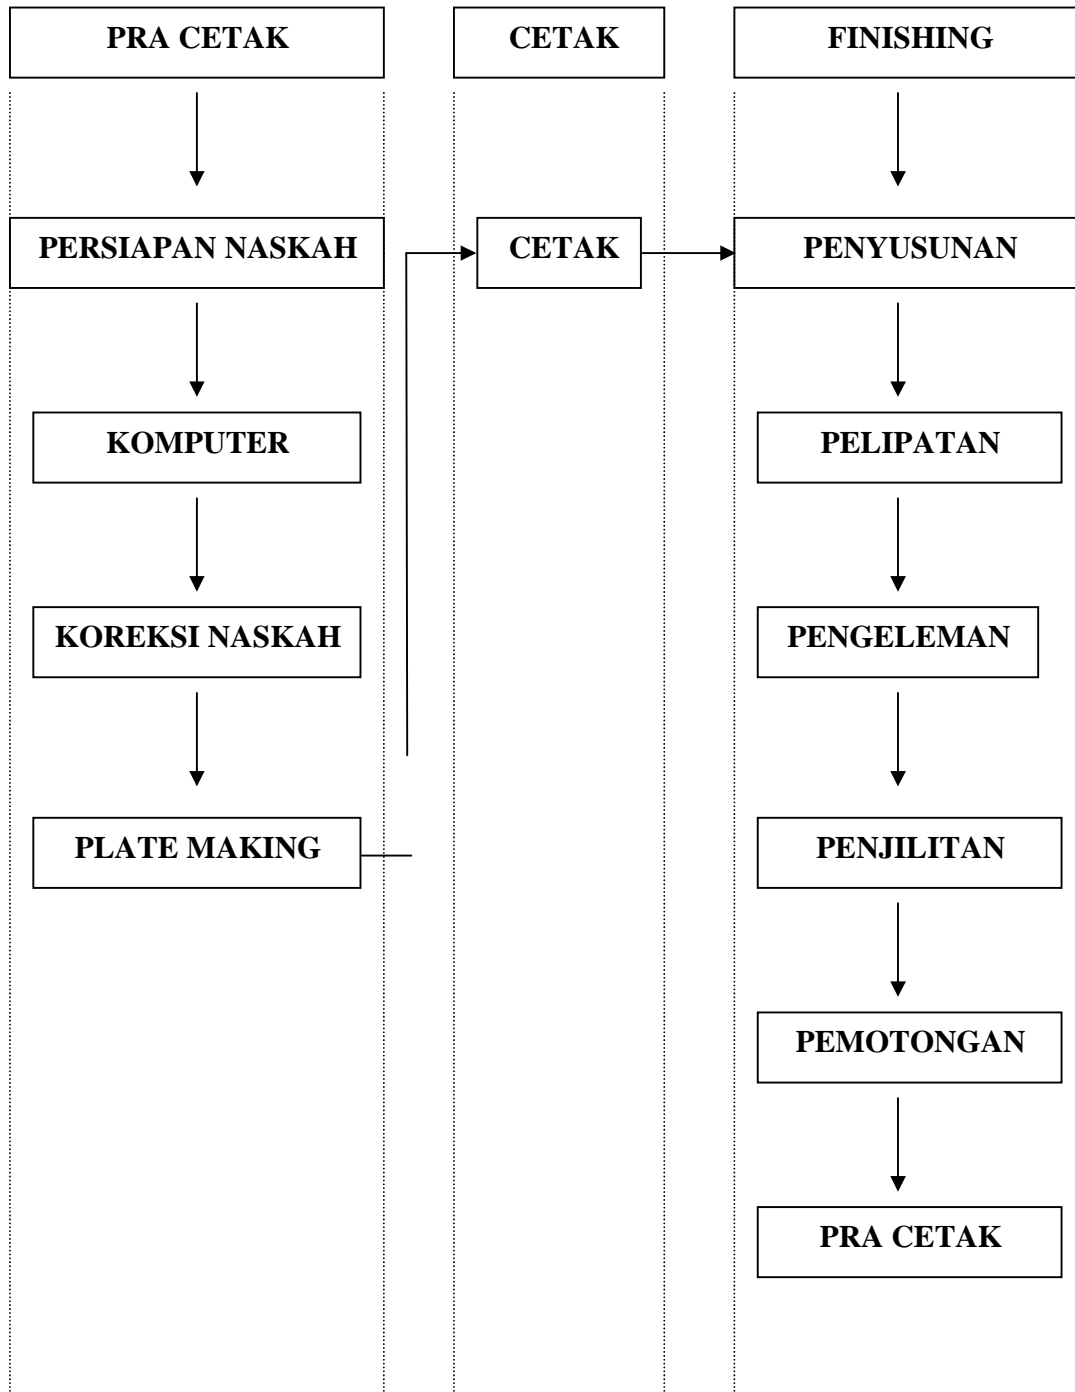 PRA CETAK
CETAK
FINISHING
PERSIAPAN NASKAH
CETAK
PENYUSUNAN
KOMPUTER
PELIPATAN
KOREKSI NASKAH
PENGELEMAN
PLATE MAKING
PENJILITAN
PEMOTONGAN
PRA CETAK